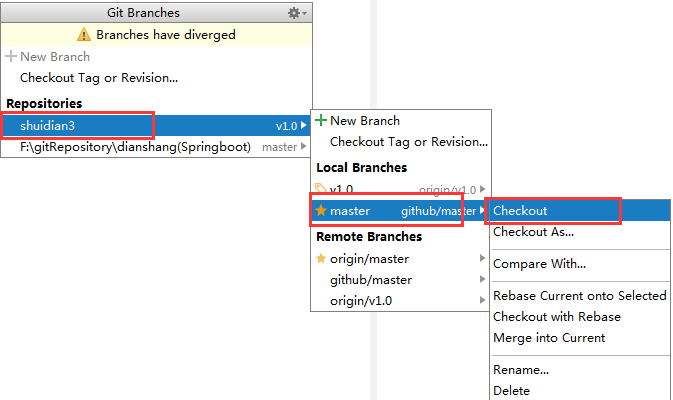 Git Branches
Branches have diverged
New Branch
Checkout Tag or Revision...
Repositories
shuidian3 v1.0
F:\gitRepository\dianshang(Springboot) master
New Branch
Checkout Tag or Revision...
Local Branches
v1.0 origin/v1.0
master github/master
Remote Branches
origin/master
github/master
origin/v1.0
Checkout
Checkout As...
Compare With...
Rebase Current onto Selected
Checkout with Rebase
Merge into Current
Rename...
Delete